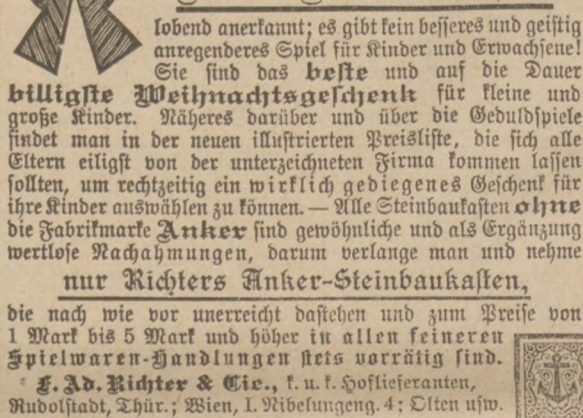 lobend anerkannt; es gibt kein besseres und geistig
anregenderes Spiel für Kinder und Erwachsene!
Sie sind das beste und auf die Dauer
billigste Weihnachtsgeschenk für kleine und
große Kinder. Näheres darüber und über die Geduldspiele
findet man in der neuen illustrierten Preisliste, die sich alle
Eltern eiligst von der unterzeichneten Firma kommen lassen
sollten, um rechtzeitig ein wirklich gediegenes Geschenk für
ihre Kinder auswählen zu können. — Alle Steinbaukasten ohne
die Fabrikmarke Anker sind gewöhnliche und als Ergänzung
wertlose Nachahmungen, darum verlange man und nehme
nur Richters Anker-Steinbaukasten,
die nach wie vor unerreicht dastehen und zum Preise von
1 Mark bis 5 Mark und höher in allen feineren
Spielwaren-Handlungen stets vorrätig sind.
F. Ad. Richter & Cie., k. u. k. Hoflieferanten,
Rudolstadt, Thür.; Wien, I. Nibelungeng. 4; Olten usw.